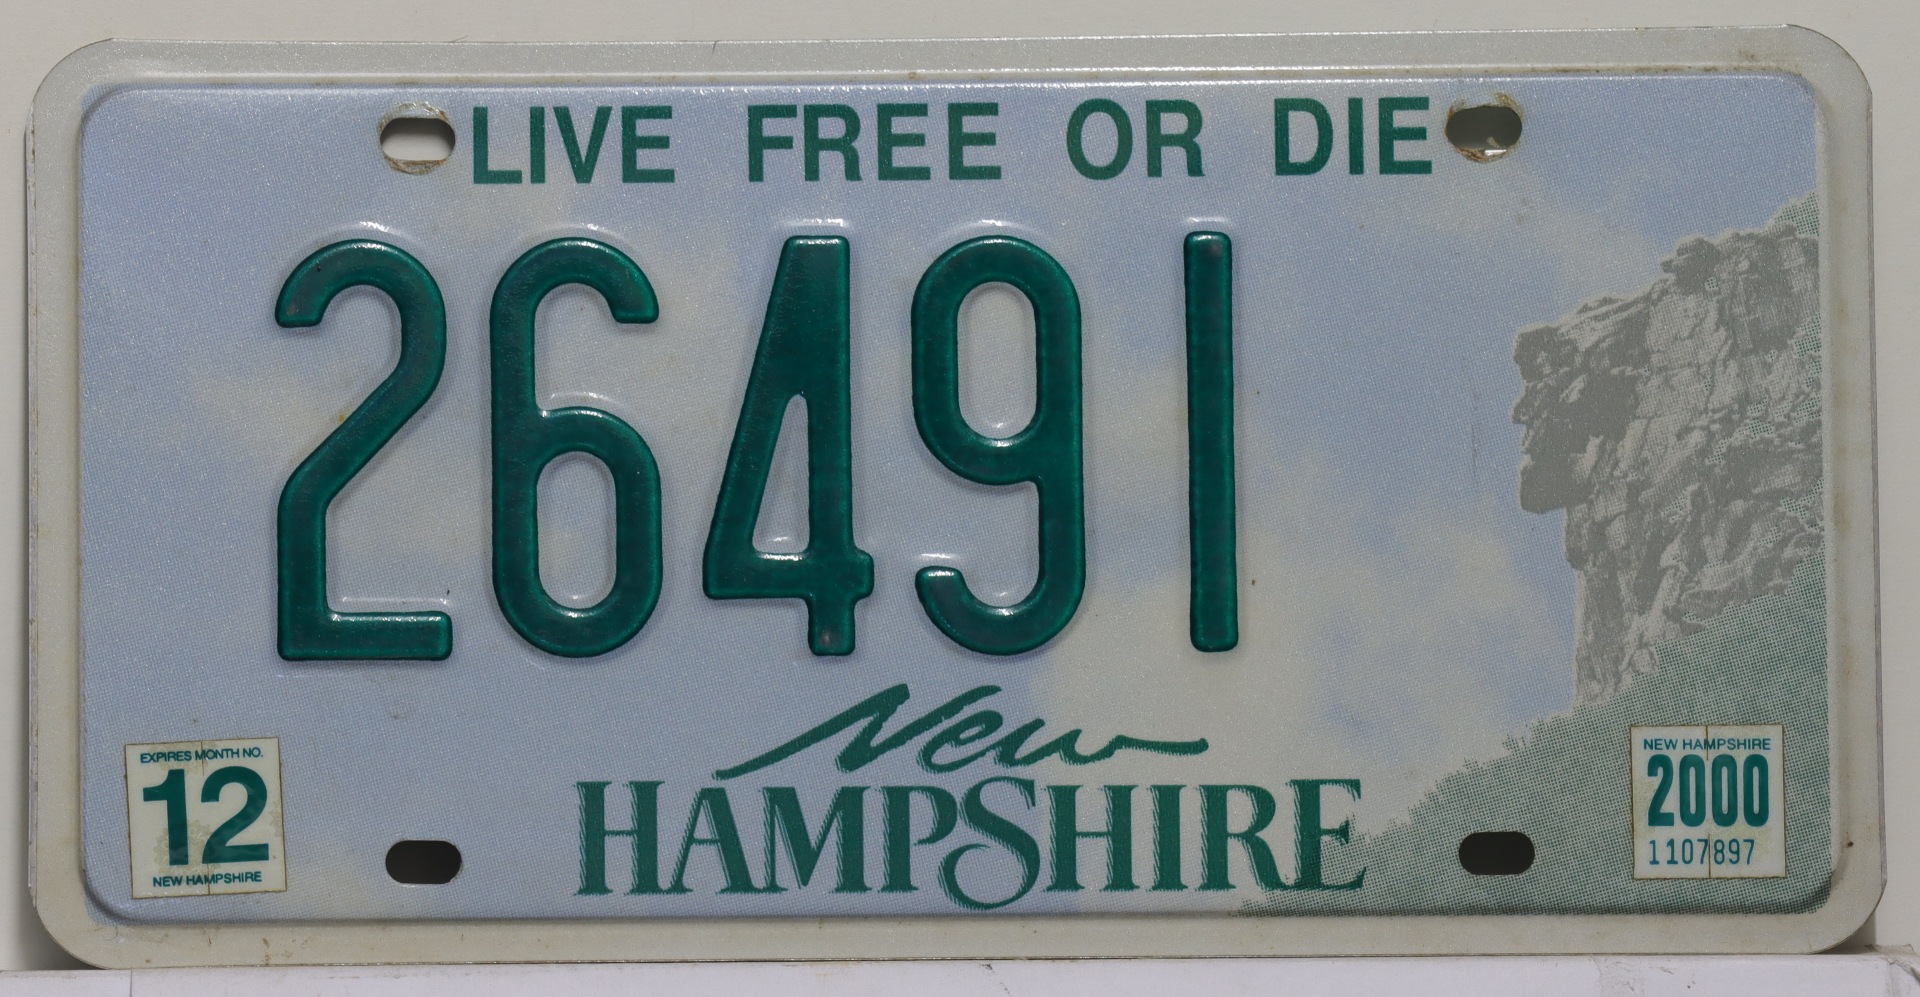 LIVE FREE OR DIE
26491
New
HAMPSHIRE
EXPIRES MONTH NO.
12
NEW HAMPSHIRE
NEW HAMPSHIRE
2000
1107897